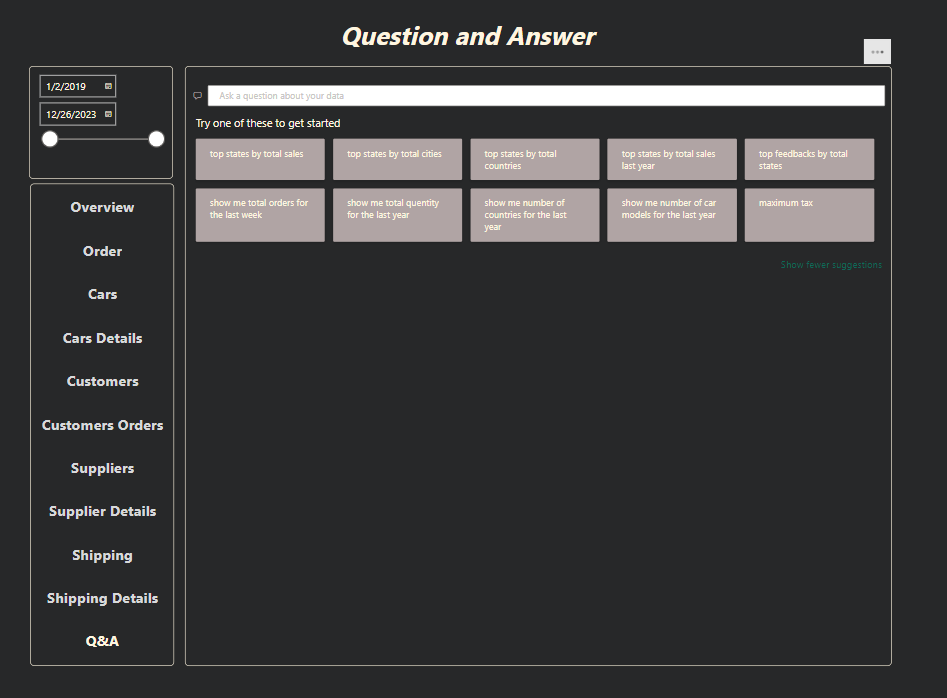 Question and Answer
1/2/2019
12/26/2023
Overview
Order
Cars
Cars Details
Customers
Customers Orders
Suppliers
Supplier Details
Shipping
Shipping Details
Q&A
Ask a question about your data
Try one of these to get started
top states by total sales
top states by total cities
top states by total
countries
top states by total sales
last year
top feedbacks by total
states
show me total orders for
the last week
show me total quentity
for the last year
show me number of
countries for the last
year
show me number of car
models for the last year
maximum tax
Show fewer suggestions